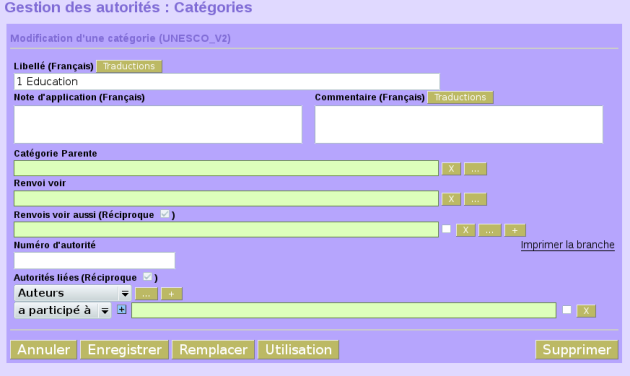 Gestion des autorités : Catégories
Modification d'une catégorie (UNESCO_V2)
Libellé (Français) Traductions
1 Education
Note d'application (Français) Commentaire (Français) Traductions
Catégorie Parente
X ...
Renvoi voir
X ...
Renvois voir aussi (Réciproque )
X ... +
Numéro d'autorité Imprimer la branche
Autorités liées (Réciproque )
Auteurs ... +
a participé à + X
Annuler Enregistrer Remplacer Utilisation Supprimer